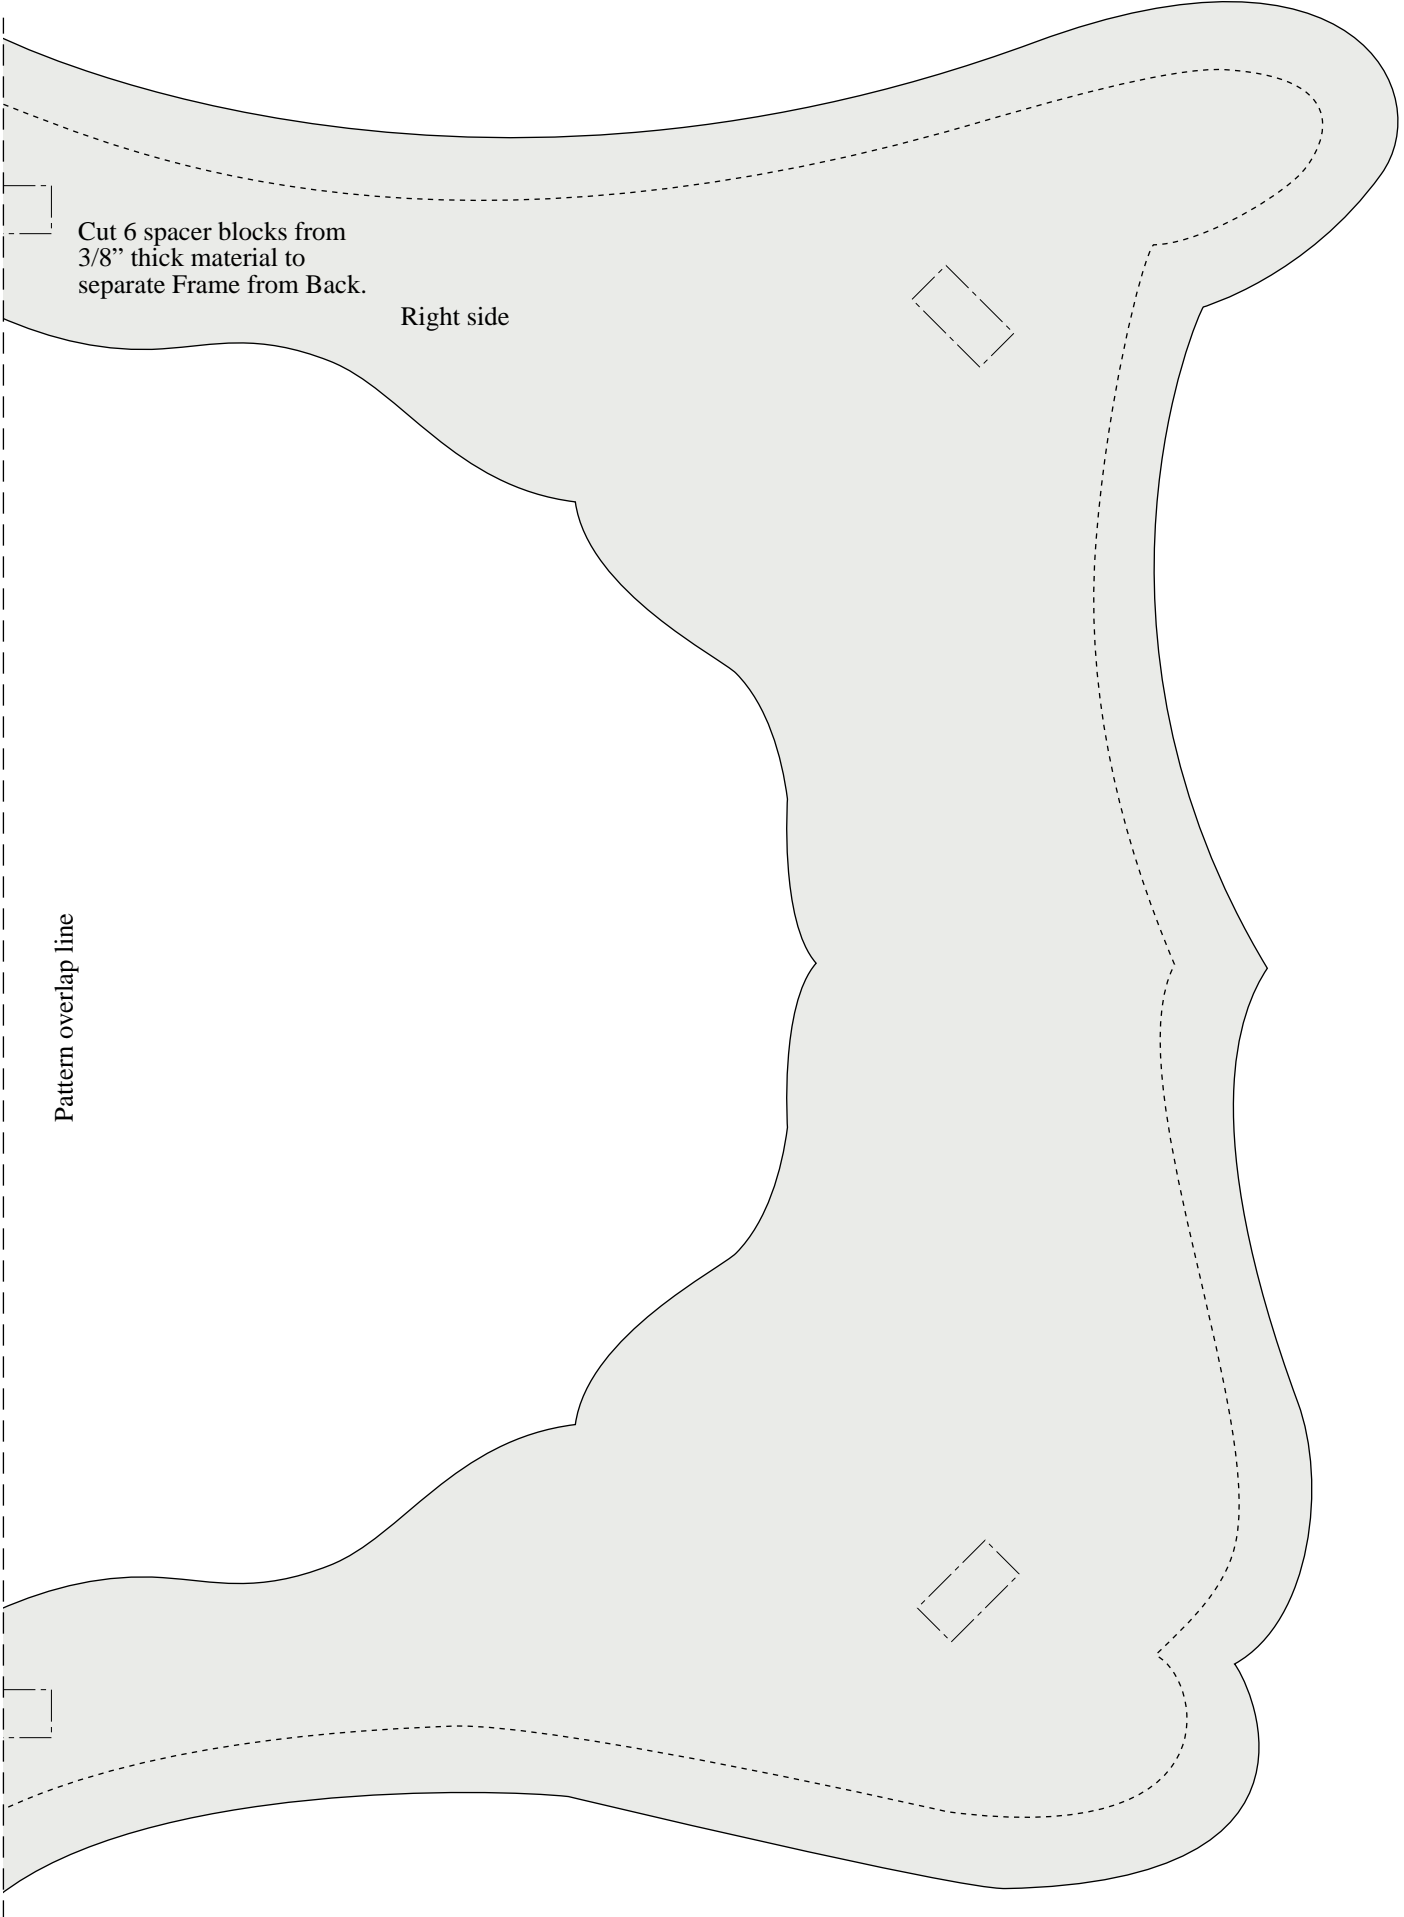 Cut 6 spacer blocks from
3/8” thick material to
separate Frame from Back.
Right side
Pattern overlap line